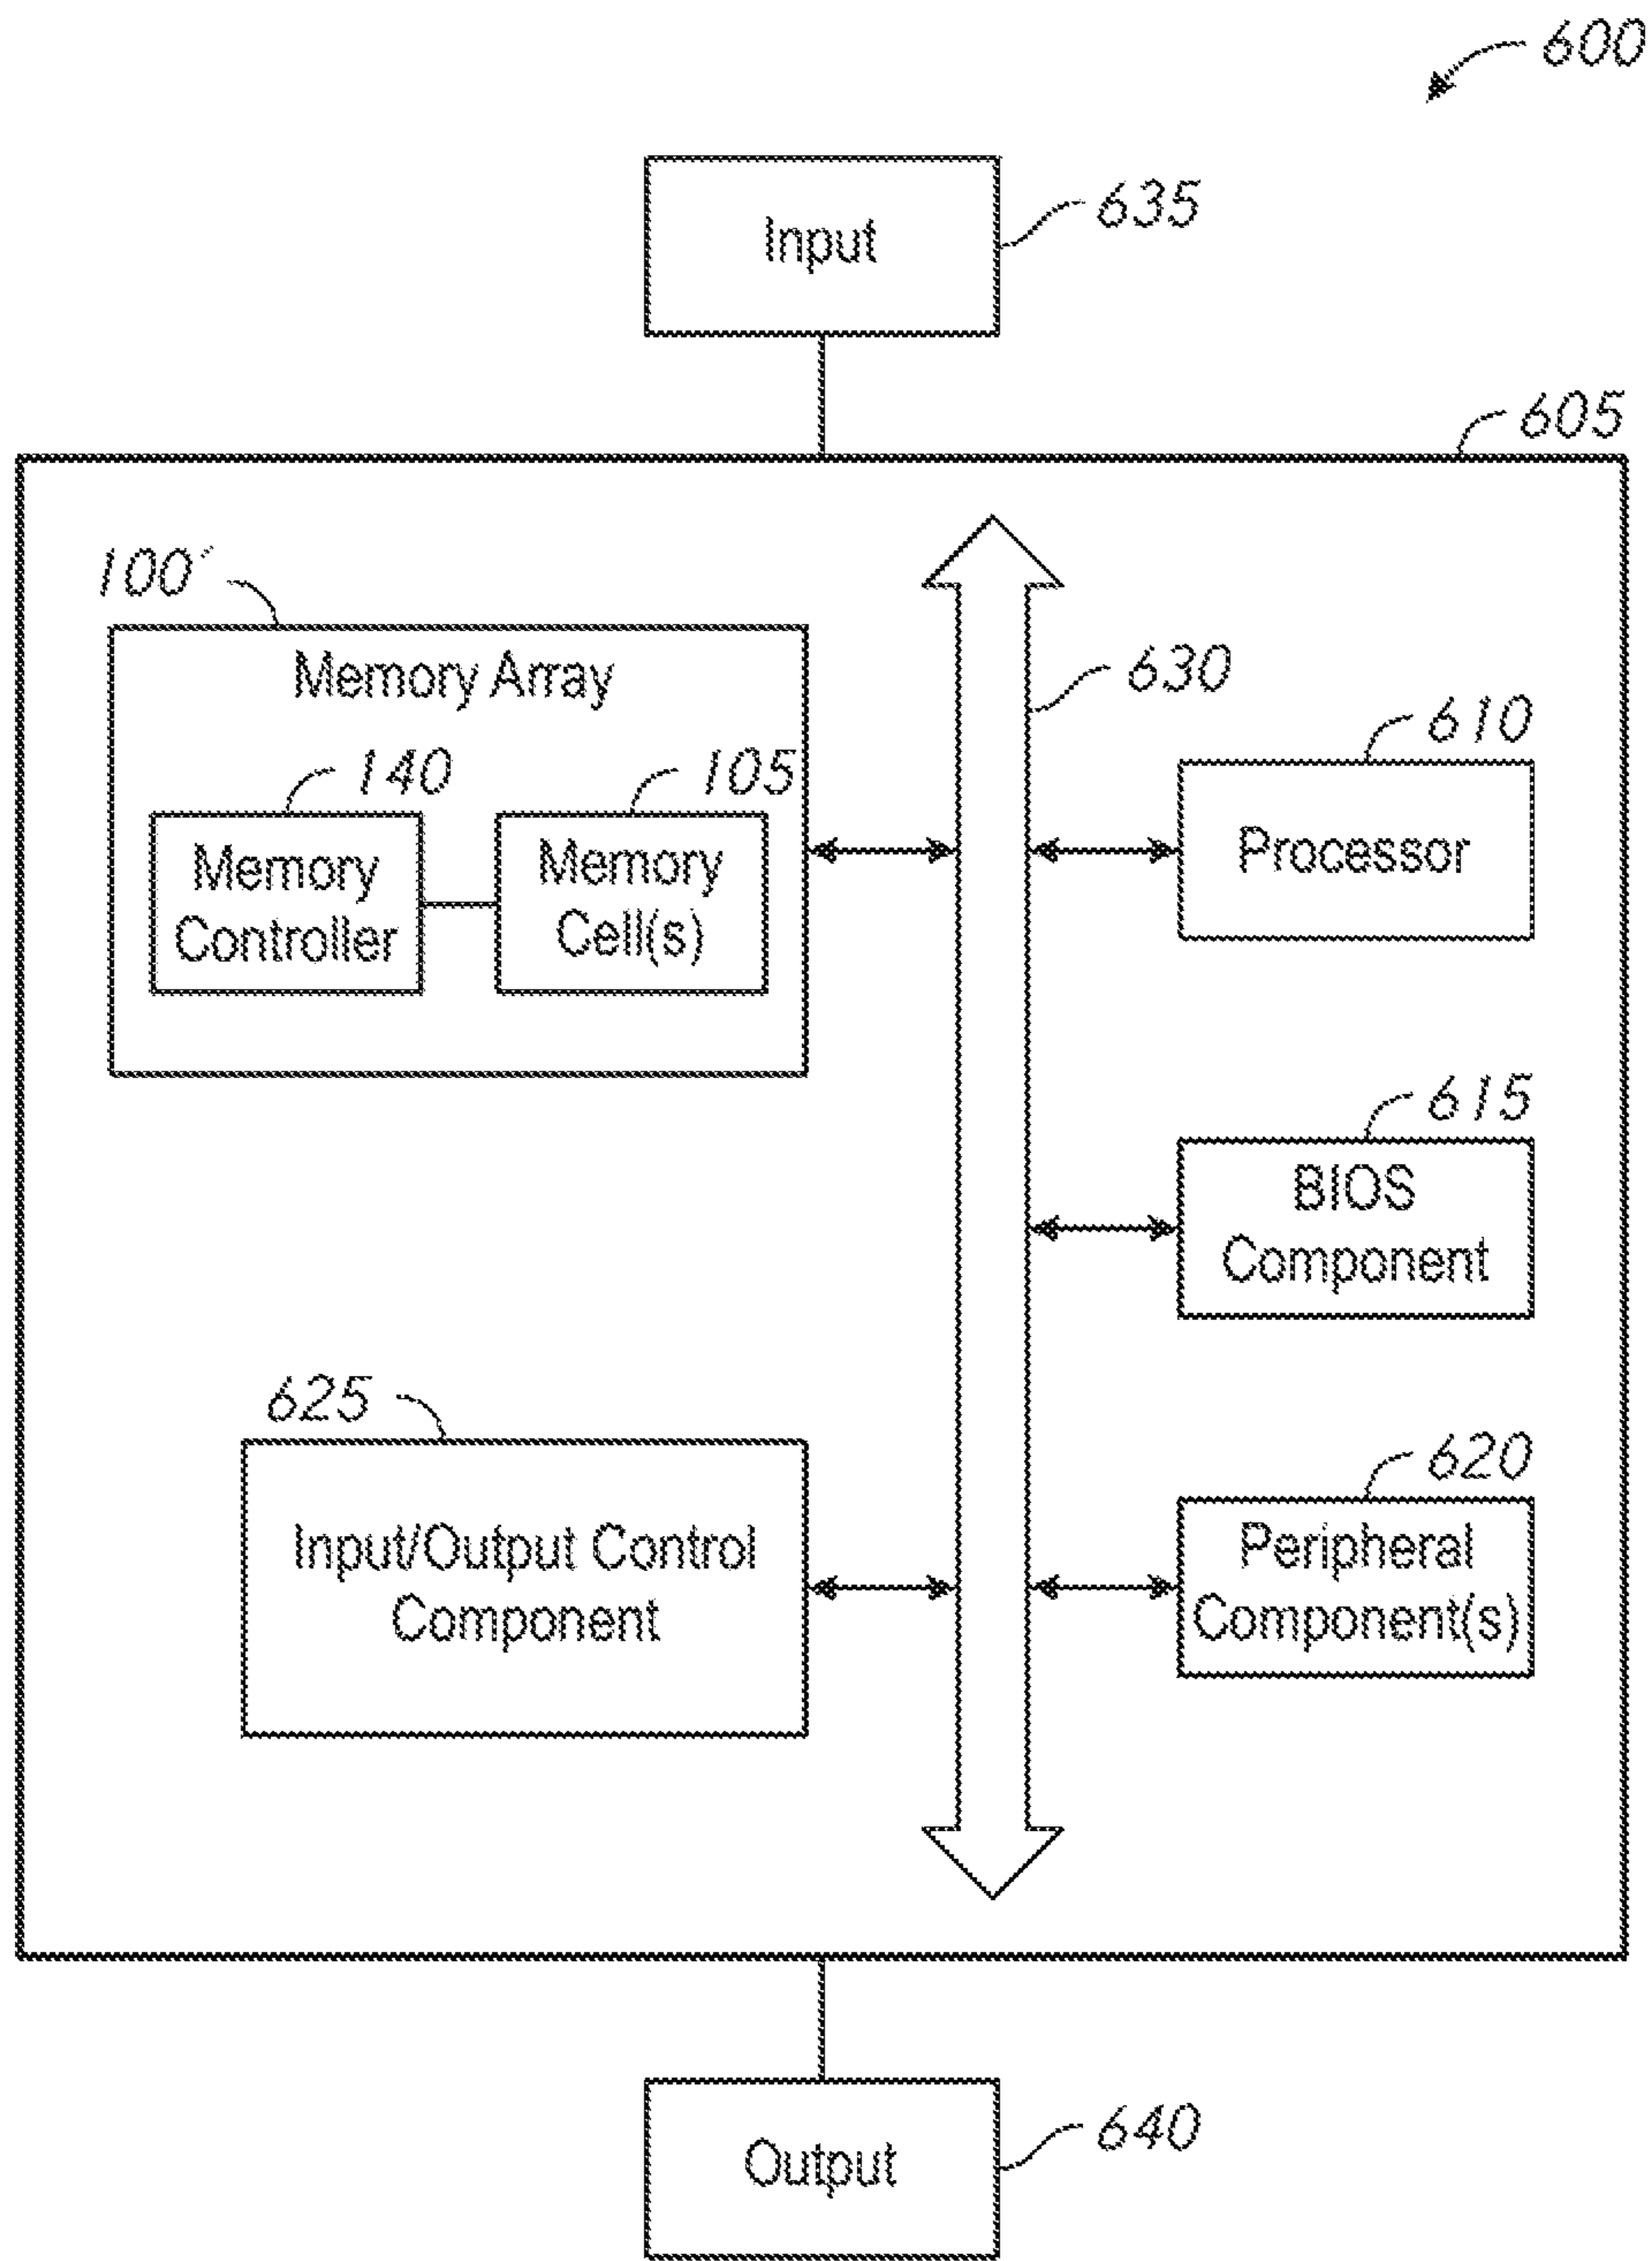 600
Input
635
605
100'
Memory Array
630
610
140
105
Memory
Controller
Memory
Cell(s)
Processor
615
BIOS
Component
625
620
Input/Output Control
Component
Peripheral
Component(s)
Output
640